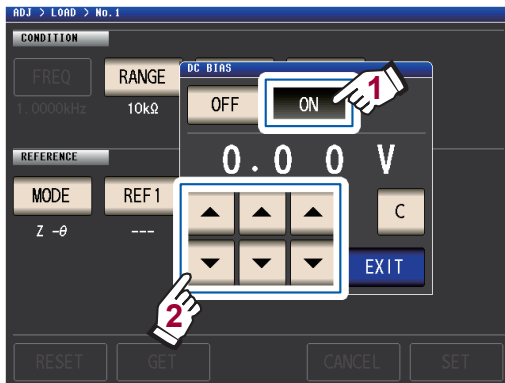 ADJ > LOAD > No.1
CONDITION
FREQ
1.0000kHz
RANGE
10kΩ
DC BIAS
OFF
ON
1
0.00 V
REFERENCE
MODE
Z -θ
REF1
---
C
EXIT
2
RESET
GET
CANCEL
SET